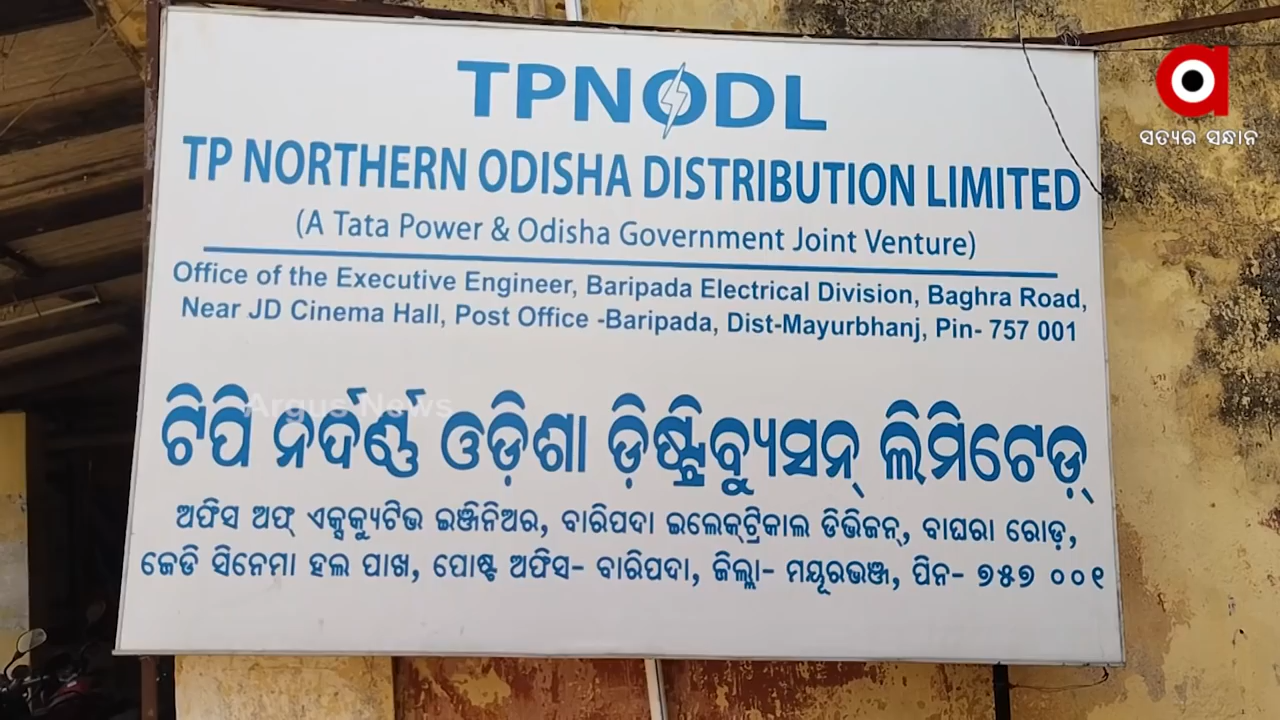 TPNODL
TP NORTHERN ODISHA DISTRIBUTION LIMITED
(A Tata Power & Odisha Government Joint Venture)
Office of the Executive Engineer, Baripada Electrical Division, Baghra Road,
Near JD Cinema Hall, Post Office -Baripada, Dist-Mayurbhanj, Pin- 757 001
ଟିପି ନର୍ଦର୍ଣ୍ଣ ଓଡ଼ିଶା ଡ଼ିଷ୍ଟ୍ରିବ୍ୟୁସନ୍ ଲିମିଟେଡ଼୍
ଅଫିସ ଅଫ୍ ଏକ୍ସକ୍ୟୁଟିଭ ଇଞ୍ଜିନିଅର, ବାରିପଦା ଇଲେକ୍ଟ୍ରିକାଲ ଡିଭିଜନ୍, ବାଘରା ରୋଡ଼,
ଜେଡି ସିନେମା ହଲ ପାଖ, ପୋଷ୍ଟ ଅଫିସ- ବାରିପଦା, ଜିଲ୍ଲା- ମୟୂରଭଞ୍ଜ, ପିନ- ୭୫୭ ୦୦୧
Argus News
a
ସତ୍ୟର ସନ୍ଧାନ